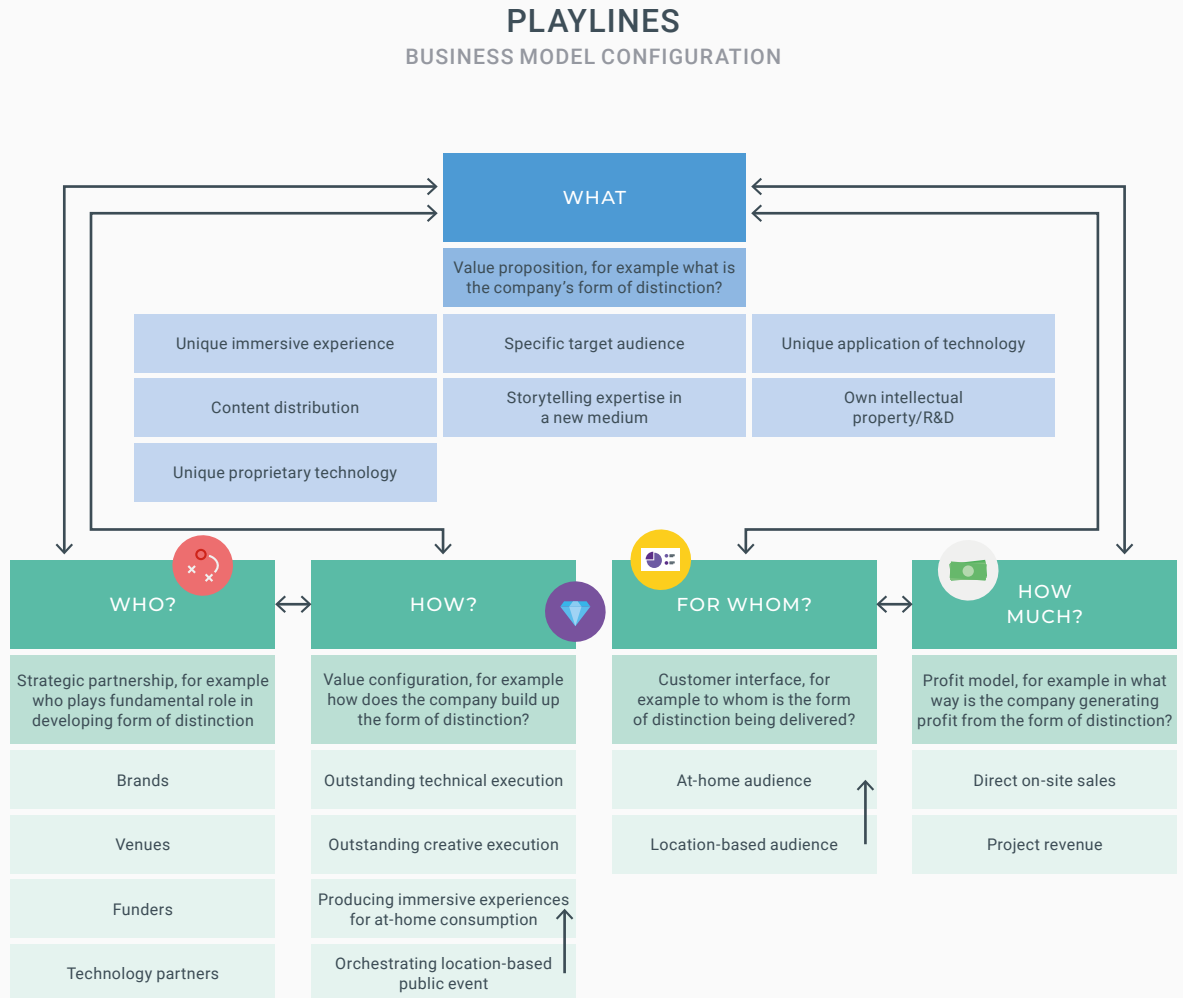 PLAYLINES
BUSINESS MODEL CONFIGURATION
WHAT
Value proposition, for example what is
the company's form of distinction?
Unique immersive experience
Specific target audience
Unique application of technology
Content distribution
Storytelling expertise in
a new medium
Own intellectual
property/R&D
Unique proprietary technology
WHO?
Strategic partnership, for example
who plays fundamental role in
developing form of distinction
Brands
Venues
Funders
Technology partners
HOW?
Value configuration, for example
how does the company build up
the form of distinction?
Outstanding technical execution
Outstanding creative execution
Producing immersive experiences
for at-home consumption
Orchestrating location-based
public event
FOR WHOM?
Customer interface, for
example to whom is the form
of distinction being delivered?
At-home audience
Location-based audience
HOW
MUCH?
Profit model, for example in what
way is the company generating
profit from the form of distinction?
Direct on-site sales
Project revenue